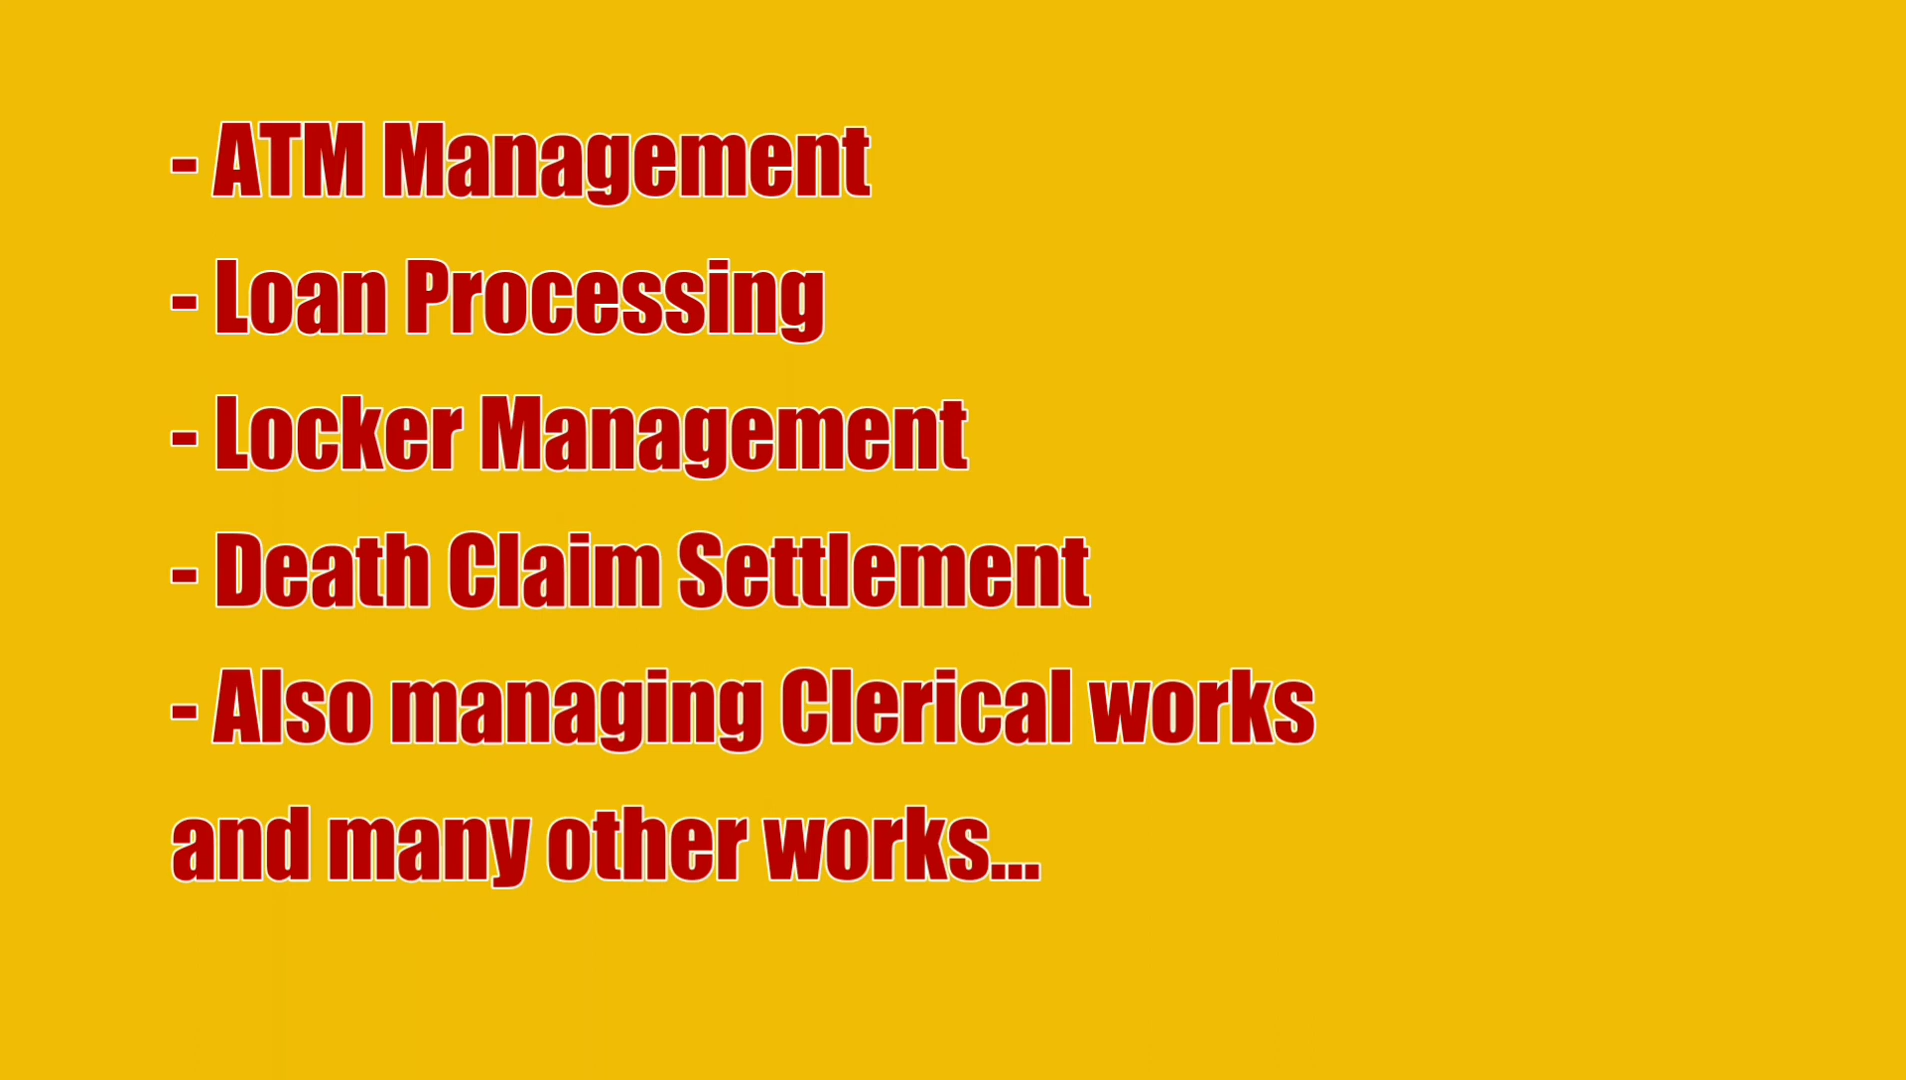 - ATM Management
- Loan Processing
- Locker Management
- Death Claim Settlement
- Also managing Clerical works
and many other works...